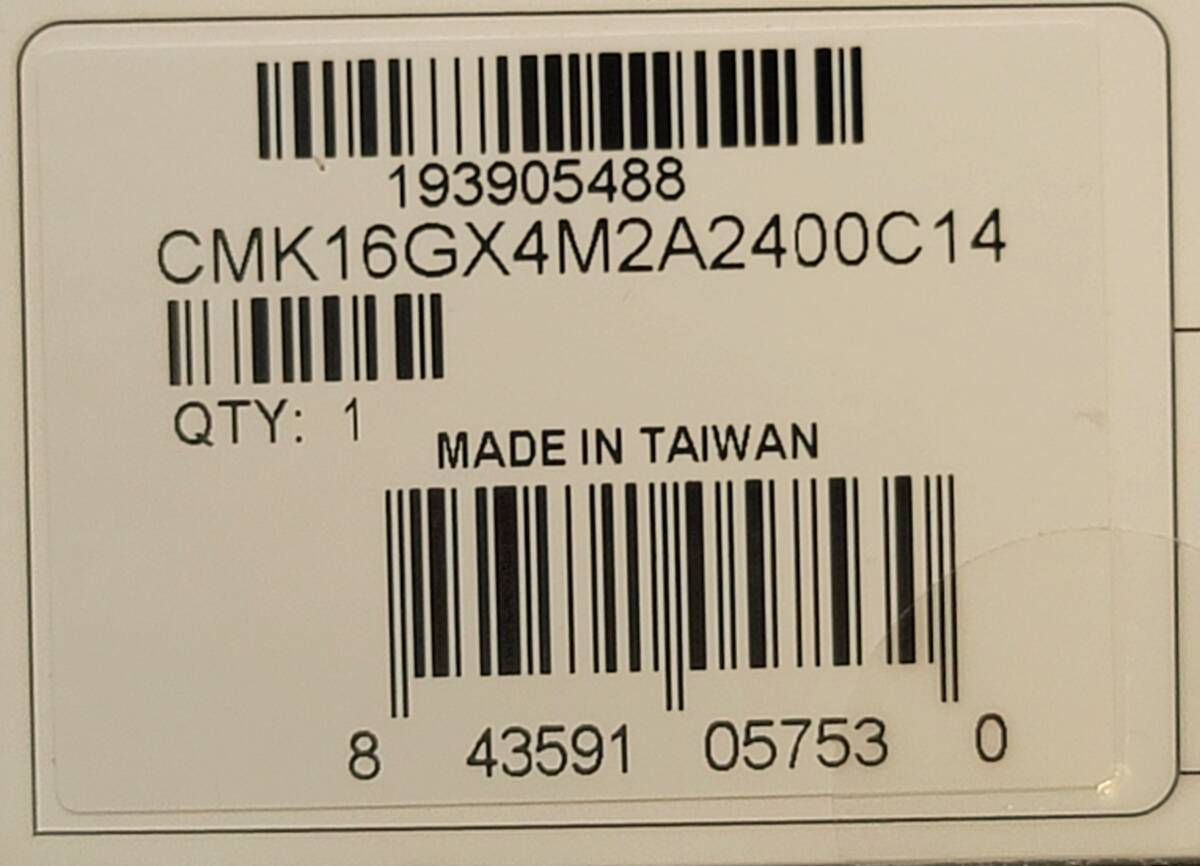 193905488
CMK16GX4M2A2400C14
QTY: 1
MADE IN TAIWAN
8 43591 05753 0